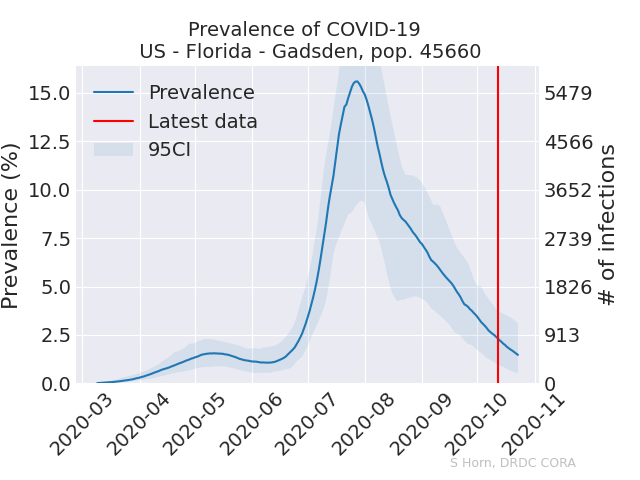 Prevalence of COVID-19
US - Florida - Gadsden, pop. 45660
Prevalence
Latest data
95CI
Prevalence (%)
15.0
12.5
10.0
7.5
5.0
2.5
0.0
5479
4566
3652
2739
1826
913
0
# of infections
2020-03
2020-04
2020-05
2020-06
2020-07
2020-08
2020-09
2020-10
2020-11
S Horn, DRDC CORA